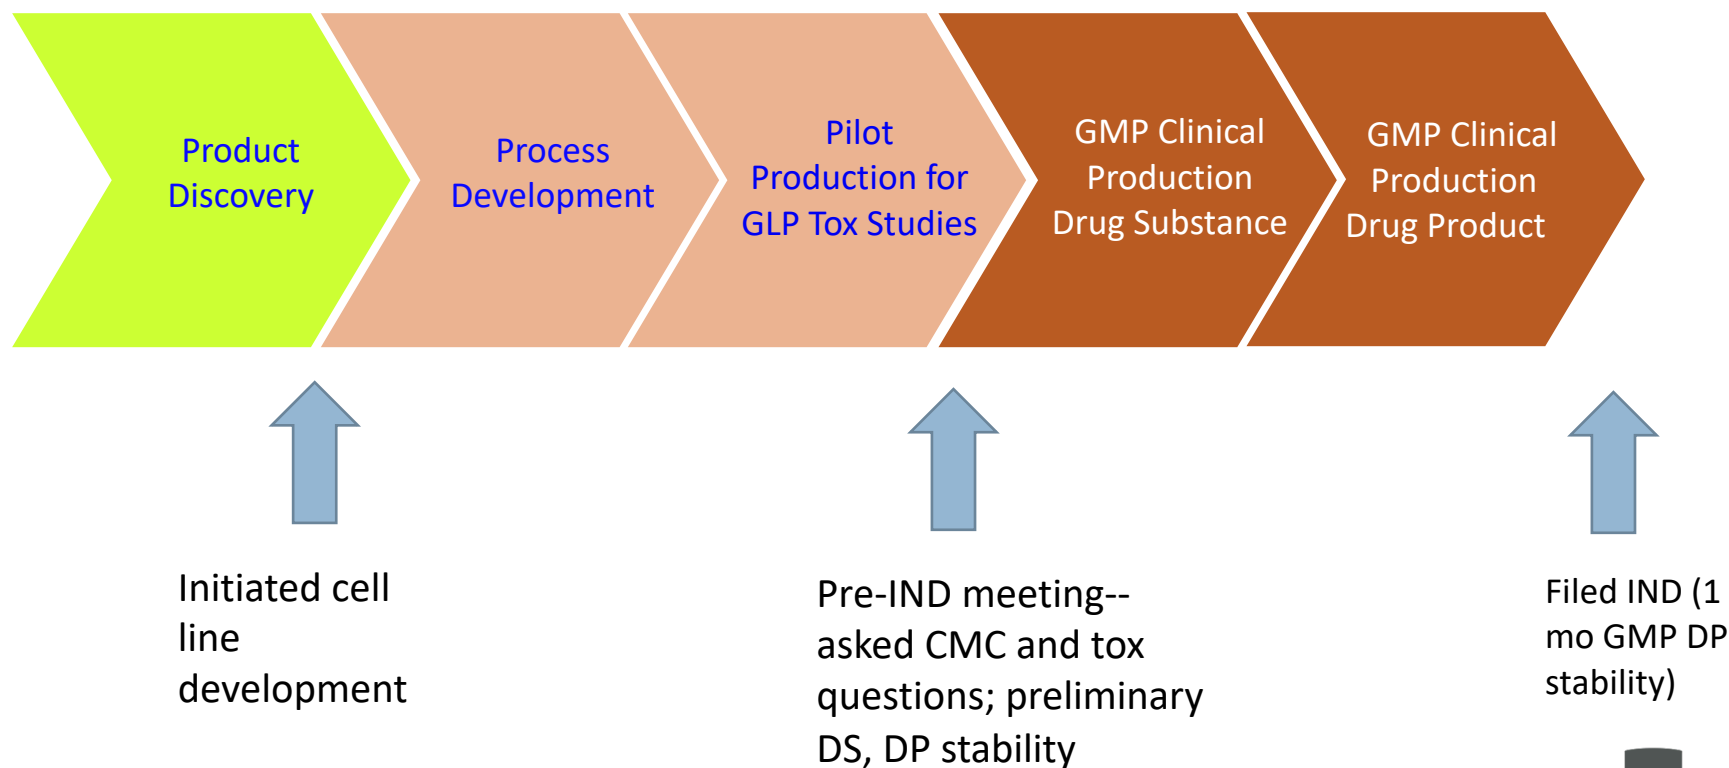 Product
Discovery
Process
Development
Pilot
Production for
GLP Tox Studies
GMP Clinical
Production
Drug Substance
GMP Clinical
Production
Drug Product
Initiated cell
line
development
Pre-IND meeting--
asked CMC and tox
questions; preliminary
DS, DP stability
Filed IND (1
mo GMP DP
stability)